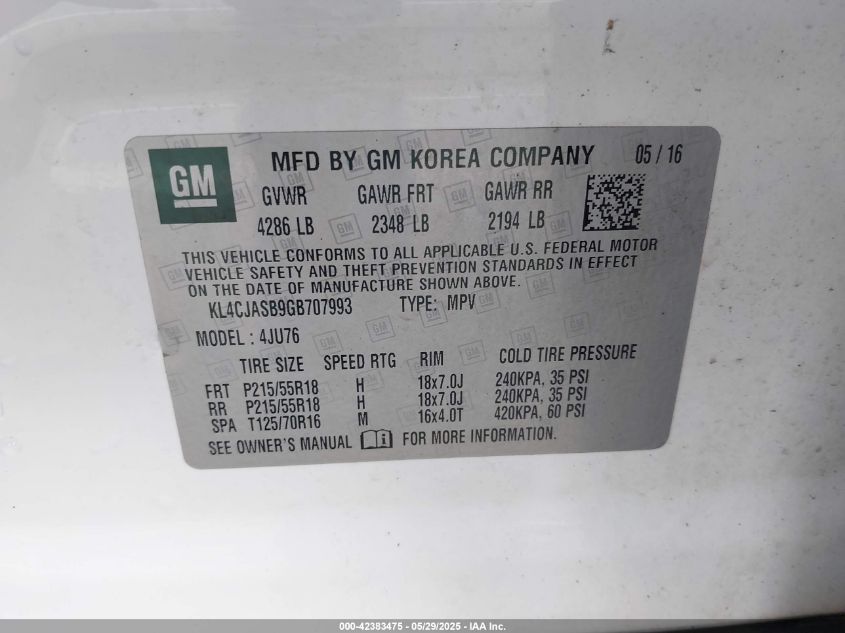 GM
MFD BY GM KOREA COMPANY 05 / 16
GVWR GAWR FRT GAWR RR
4286 LB 2348 LB 2194 LB
THIS VEHICLE CONFORMS TO ALL APPLICABLE U.S. FEDERAL MOTOR
VEHICLE SAFETY AND THEFT PREVENTION STANDARDS IN EFFECT
ON THE DATE OF MANUFACTURE SHOWN ABOVE.
KL4CJASB9GB707993 TYPE: MPV
MODEL : 4JU76
TIRE SIZE SPEED RTG RIM COLD TIRE PRESSURE
FRT P215/55R18 H 18x7.0J 240KPA, 35 PSI
RR P215/55R18 H 18x7.0J 240KPA, 35 PSI
SPA T125/70R16 M 16x4.0T 420KPA, 60 PSI
SEE OWNER'S MANUAL FOR MORE INFORMATION.
000-42383475 - 05/29/2025 - IAA Inc.